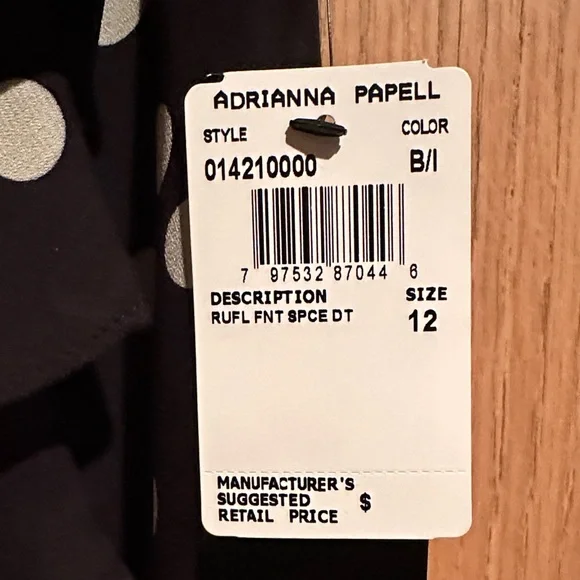 ADRIANNA PAPELL
STYLE COLOR
014210000 B/I
7 97532 87044 6
DESCRIPTION SIZE
RUFL FNT SPCE DT 12
MANUFACTURER'S
SUGGESTED $
RETAIL PRICE